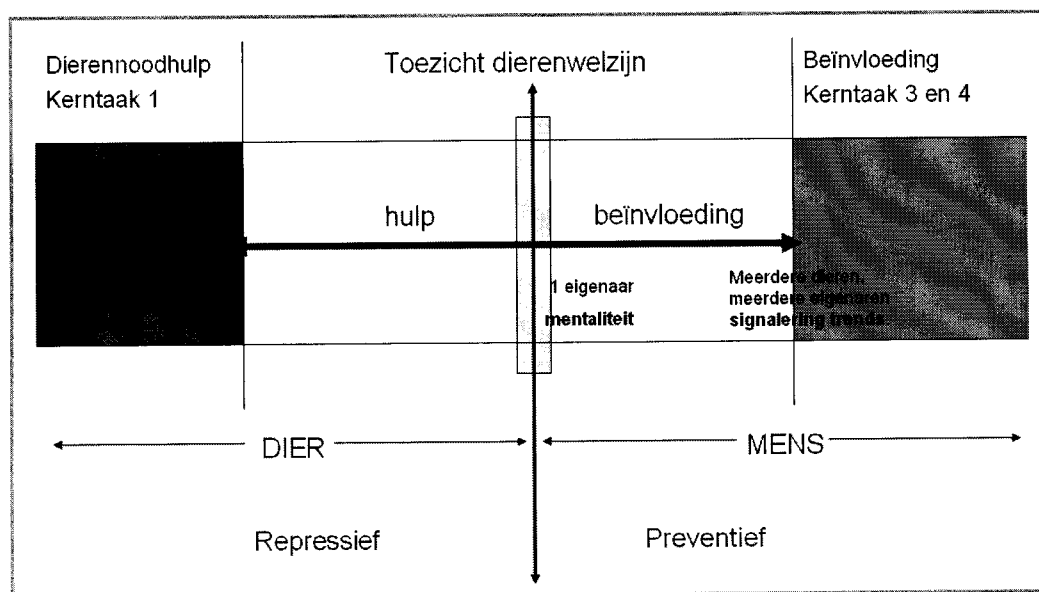 Dierennoodhulp
Kerntaak 1
Toezicht dierenwelzijn
Beïnvloeding
Kerntaak 3 en 4
hulp
beïnvloeding
1 eigenaar
mentaliteit
Meerdere dieren,
meerdere eigenaren
signalering trends
DIER
MENS
Repressief
Preventief